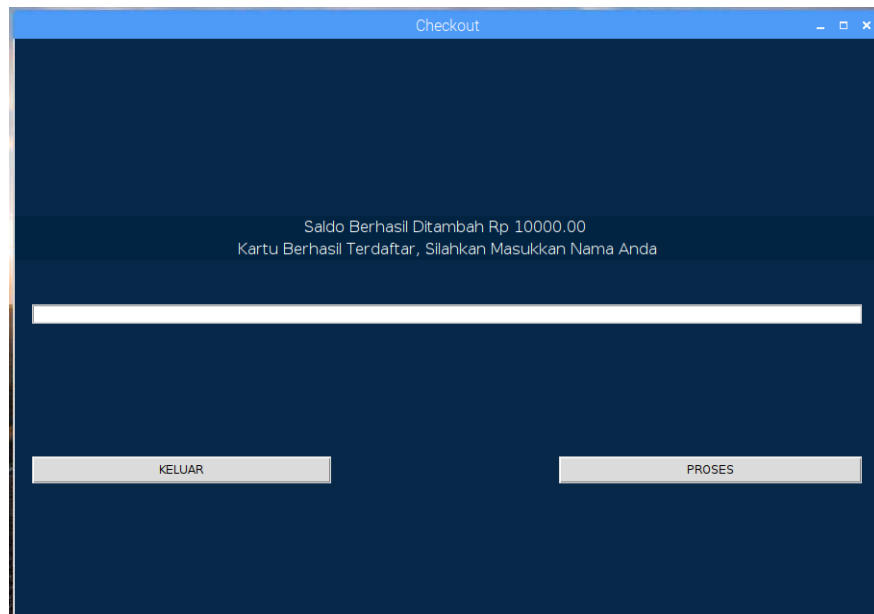 Checkout
Saldo Berhasil Ditambah Rp 10000.00
Kartu Berhasil Terdaftar, Silahkan Masukkan Nama Anda
KELUAR
PROSES